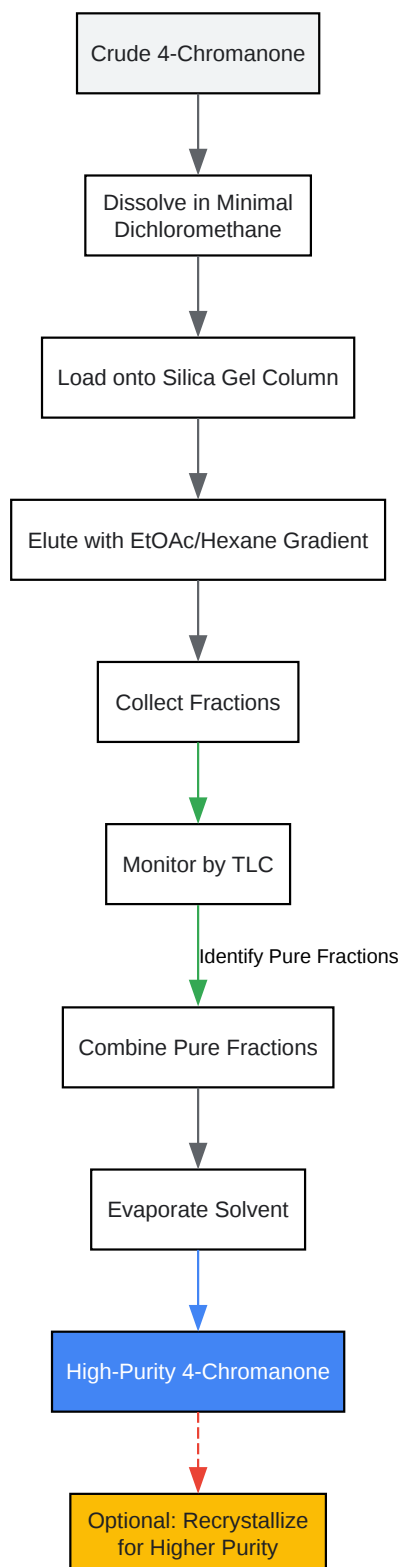 Crude 4-Chromanone
Dissolve in Minimal
Dichloromethane
Load onto Silica Gel Column
Elute with EtOAc/Hexane Gradient
Collect Fractions
Monitor by TLC
Identify Pure Fractions
Combine Pure Fractions
Evaporate Solvent
High-Purity 4-Chromanone
Optional: Recrystallize
for Higher Purity